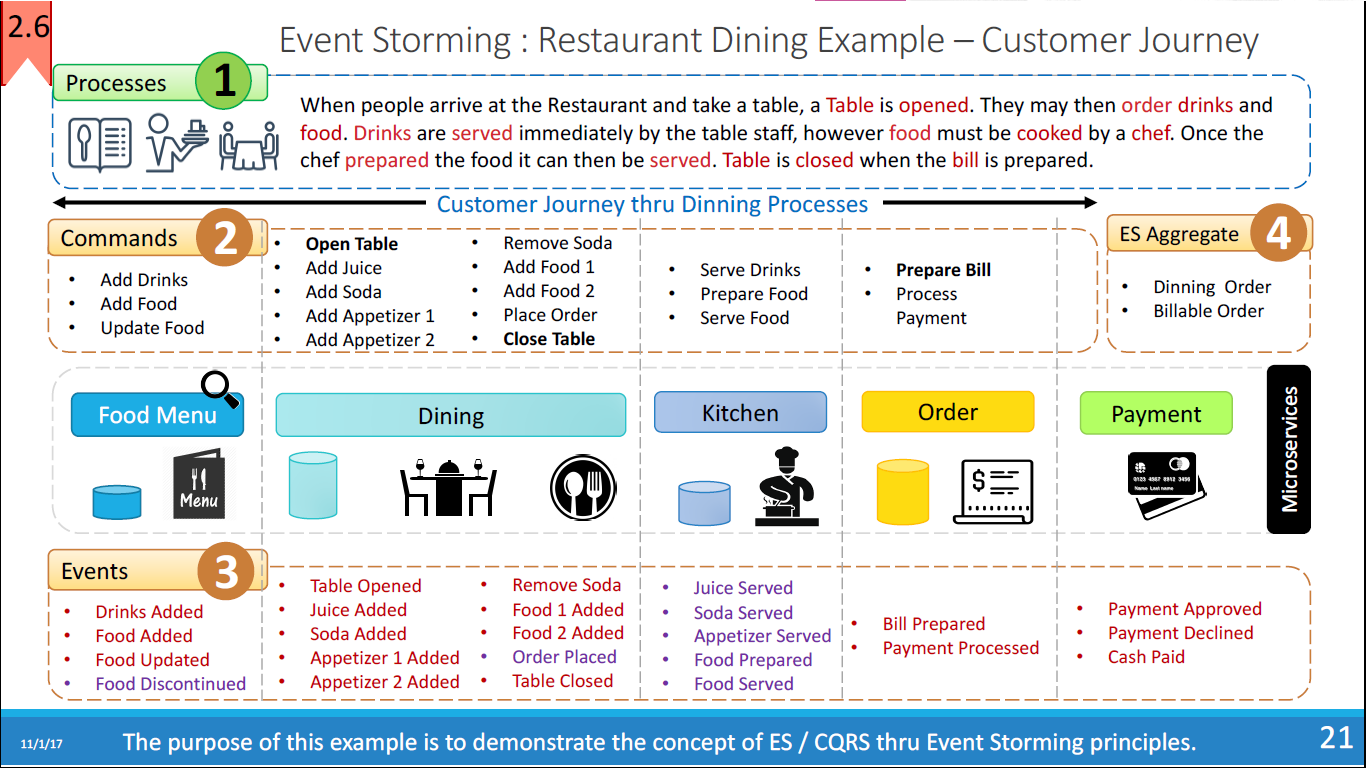 2.6
Event Storming : Restaurant Dining Example – Customer Journey
Processes
1
When people arrive at the Restaurant and take a table, a Table is opened. They may then order drinks and
food. Drinks are served immediately by the table staff, however food must be cooked by a chef. Once the
chef prepared the food it can then be served. Table is closed when the bill is prepared.
Customer Journey thru Dinning Processes
Commands
2
• Add Drinks
• Add Food
• Update Food
• Open Table
• Add Juice
• Add Soda
• Add Appetizer 1
• Add Appetizer 2
• Remove Soda
• Add Food 1
• Add Food 2
• Place Order
• Close Table
• Serve Drinks
• Prepare Food
• Serve Food
• Prepare Bill
• Process
Payment
ES Aggregate
4
• Dinning Order
• Billable Order
Food Menu
Menu
Dining
Kitchen
Order
$
Payment
0123 4567 8912 3456
Name Last name
Microservices
Events
3
• Drinks Added
• Food Added
• Food Updated
• Food Discontinued
• Table Opened
• Juice Added
• Soda Added
• Appetizer 1 Added
• Appetizer 2 Added
• Remove Soda
• Food 1 Added
• Food 2 Added
• Order Placed
• Table Closed
• Juice Served
• Soda Served
• Appetizer Served
• Food Prepared
• Food Served
• Bill Prepared
• Payment Processed
• Payment Approved
• Payment Declined
• Cash Paid
11/1/17
The purpose of this example is to demonstrate the concept of ES / CQRS thru Event Storming principles.
21